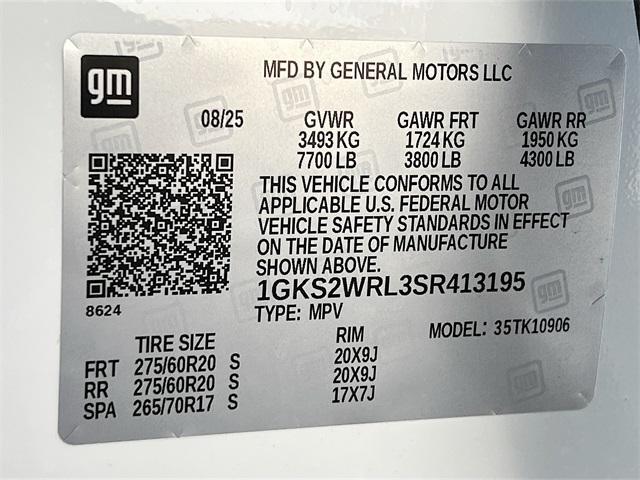 gm
MFD BY GENERAL MOTORS LLC
08/25 GVWR GAWR FRT GAWR RR
3493 KG 1724 KG 1950 KG
7700 LB 3800 LB 4300 LB
THIS VEHICLE CONFORMS TO ALL
APPLICABLE U.S. FEDERAL MOTOR
VEHICLE SAFETY STANDARDS IN EFFECT
ON THE DATE OF MANUFACTURE
SHOWN ABOVE.
1GKS2WRL3SR413195
8624
TYPE: MPV
MODEL: 35TK10906
TIRE SIZE RIM
FRT 275/60R20 S 20X9J
RR 275/60R20 S 20X9J
SPA 265/70R17 S 17X7J